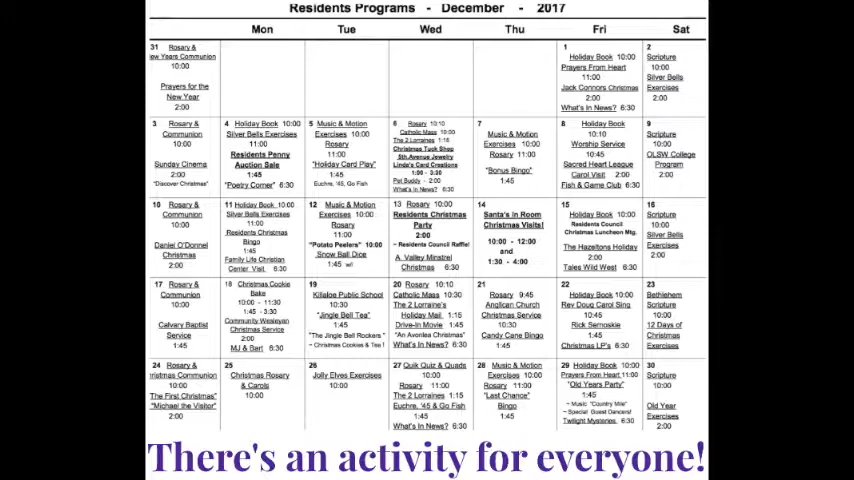 Residents Programs - December - 2017
Mon Tue Wed Thu Fri Sat
31 Rosary &
ew Years Communion
10:00
Prayers for the
New Year
2:00
1
Holiday Book 10:00
Prayers From Heart
11:00
Jack Connors Christmas
2:00
What's In News? 6:30
2
Scripture
10:00
Silver Bells
Exercises
2:00
3 Rosary &
Communion
10:00
Sunday Cinema
2:00
"Discover Christmas"
4 Holiday Book 10:00
Silver Bells Exercises
11:00
Residents Penny
Auction Sale
1:45
"Poetry Corner" 6:30
5 Music & Motion
Exercises 10:00
Rosary
11:00
"Holiday Card Play"
Euchre, '45, Go Fish
6 Rosary 10:10
Catholic Mass 10:00
The 2 Lorraines 1:15
Christmas Tuck Shop
5th.Avenue Jewelry
Linda's Card Creations
1:00 - 3:30
Pet Buddy - 2:00
What's In News? 6:30
7
Music & Motion
Exercises 10:00
Rosary 11:00
"Bonus Bingo"
1:45
8 Holiday Book
10:10
Worship Service
10:45
Sacred Heart League
Carol Visit 2:00
Fish & Game Club 6:30
9
Scripture
10:00
OLSW College
Program
2:00
10 Rosary &
Communion
10:00
Daniel O'Donnel
Christmas
2:00
11 Holiday Book 10:00
Silver Bells Exercises
11:00
Residents Christmas
Bingo
1:45
Family Life Christian
Center Visit 6:30
12 Music & Motion
Exercises 10:00
Rosary
11:00
"Potato Peelers" 10:00
Snow Ball Dice
1:45
13 Rosary 10:00
Residents Christmas
Party
2:00
~ Residents Council Raffle!
A Valley Minstrel
Christmas 6:30
14
Santa's In Room
Christmas Visits!
10:00 - 12:00
and
1:30 - 4:00
15
Holiday Book 10:00
Residents Council
Christmas Luncheon Mtg.
The Hazeltons Holiday
2:00
Tales Wild West 6:30
16
Scripture
10:00
Silver Bells
Exercises
2:00
17 Rosary &
Communion
10:00
Calvary Baptist
Service
1:45
18 Christmas Cookie
Bake
10:00 - 11:30
1:45 - 3:30
Community Wesleyan
Christmas Service
2:00
MJ & Bert 6:30
19
Killaloe Public School
10:30
"Jingle Bell Tea"
1:45
"The Jingle Bell Rockers"
~ Christmas Cookies & Tea !
20 Rosary 10:10
Catholic Mass 10:30
The 2 Lorraine's
Holiday Mail 1:15
Drive-In Movie 1:45
"An Avonlea Christmas"
What's In News? 6:30
21
Rosary 9:45
Anglican Church
Christmas Service
10:30
Candy Cane Bingo
1:45
22
Holiday Book 10:00
Rev Doug Carol Sing
10:45
Rick Sernoskie
1:45
Christmas LP's 6:30
23
Bethlehem
Scripture
10:00
12 Days of
Christmas
Exercises
24 Rosary &
ristmas Communion
10:00
"The First Christmas"
"Michael the Visitor"
2:00
25
Christmas Rosary
& Carols
10:00
26
Jolly Elves Exercises
10:00
27 Quik Quiz & Quads
10:00
Rosary 11:00
The 2 Lorraines 1:15
Euchre, '45 & Go Fish
1:45
What's In News? 6:30
28 Music & Motion
Exercises 10:00
Rosary 11:00
"Last Chance"
Bingo
1:45
29 Holiday Book 10:00
Prayers From Heart 11:00
"Old Years Party"
1:45
~ Music "Country Mile"
~ Special Guest Dancers!
Twilight Mysteries 6:30
30
Scripture
10:00
Old Year
Exercises
2:00
There's an activity for everyone!